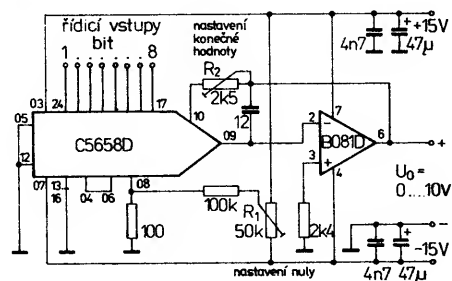 řídicí vstupy
bit
1 8
nastavení
konečné
hodnoty
R2
2k5
12
03 24 17
05
10
C5658D
09
12
07 13 16 04 06 08
100
100k
R1
50k
nastavení nuly
2 7
B081D 6
3 4
2k4
+
4n7 47µ +15V
+
U0 =
0....10V
–
+
–15V
4n7 47µ